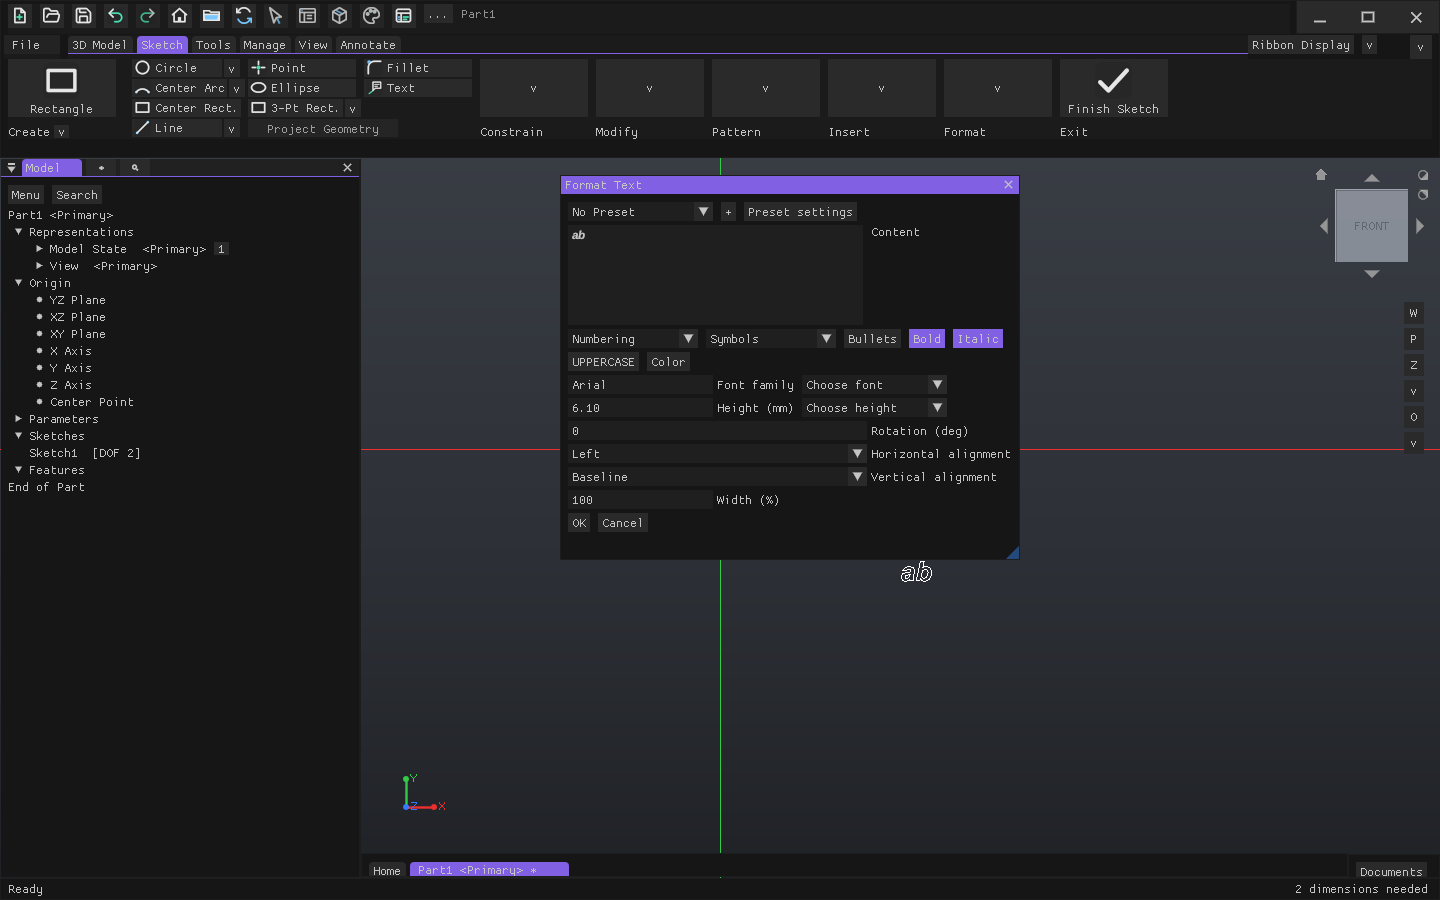 ... Part1
File 3D Model Sketch Tools Manage View Annotate Ribbon Display v v
Circle v Point Fillet
Center Arc v Ellipse Text
Rectangle Center Rect. 3-Pt Rect. v v v v v v Finish Sketch
Create v Line v Project Geometry Constrain Modify Pattern Insert Format Exit
Model
Menu Search
Part1 <Primary>
Representations
Model State <Primary> 1
View <Primary>
Origin
YZ Plane
XZ Plane
XY Plane
X Axis
Y Axis
Z Axis
Center Point
Parameters
Sketches
Sketch1 [DOF 2]
Features
End of Part
Format Text
No Preset + Preset settings
ab Content
Numbering Symbols Bullets Bold Italic
UPPERCASE Color
Arial Font family Choose font
6.10 Height (mm) Choose height
0 Rotation (deg)
Left Horizontal alignment
Baseline Vertical alignment
100 Width (%)
OK Cancel
ab
FRONT
W
P
Z
v
O
v
Y
Z X
Home Part1 <Primary> * Documents
Ready 2 dimensions needed